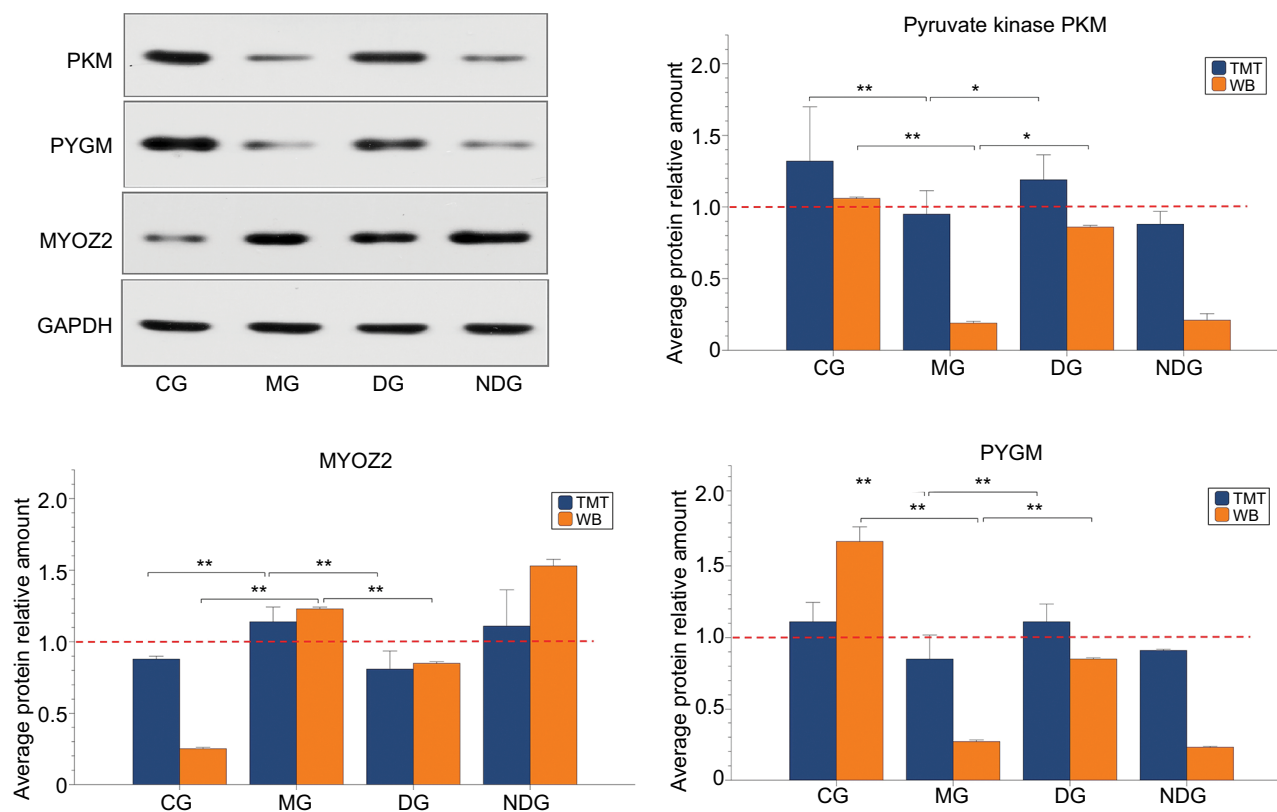 PKM
PYGM
MYOZ2
GAPDH
CG MG DG NDG
Pyruvate kinase PKM
Average protein relative amount
2.0
1.5
1.0
0.5
0
TMT
WB
** *
** *
CG MG DG NDG
MYOZ2
Average protein relative amount
2.0
1.5
1.0
0.5
0
TMT
WB
** **
** **
CG MG DG NDG
PYGM
Average protein relative amount
2.0
1.5
1.0
0.5
0
TMT
WB
** **
** **
CG MG DG NDG